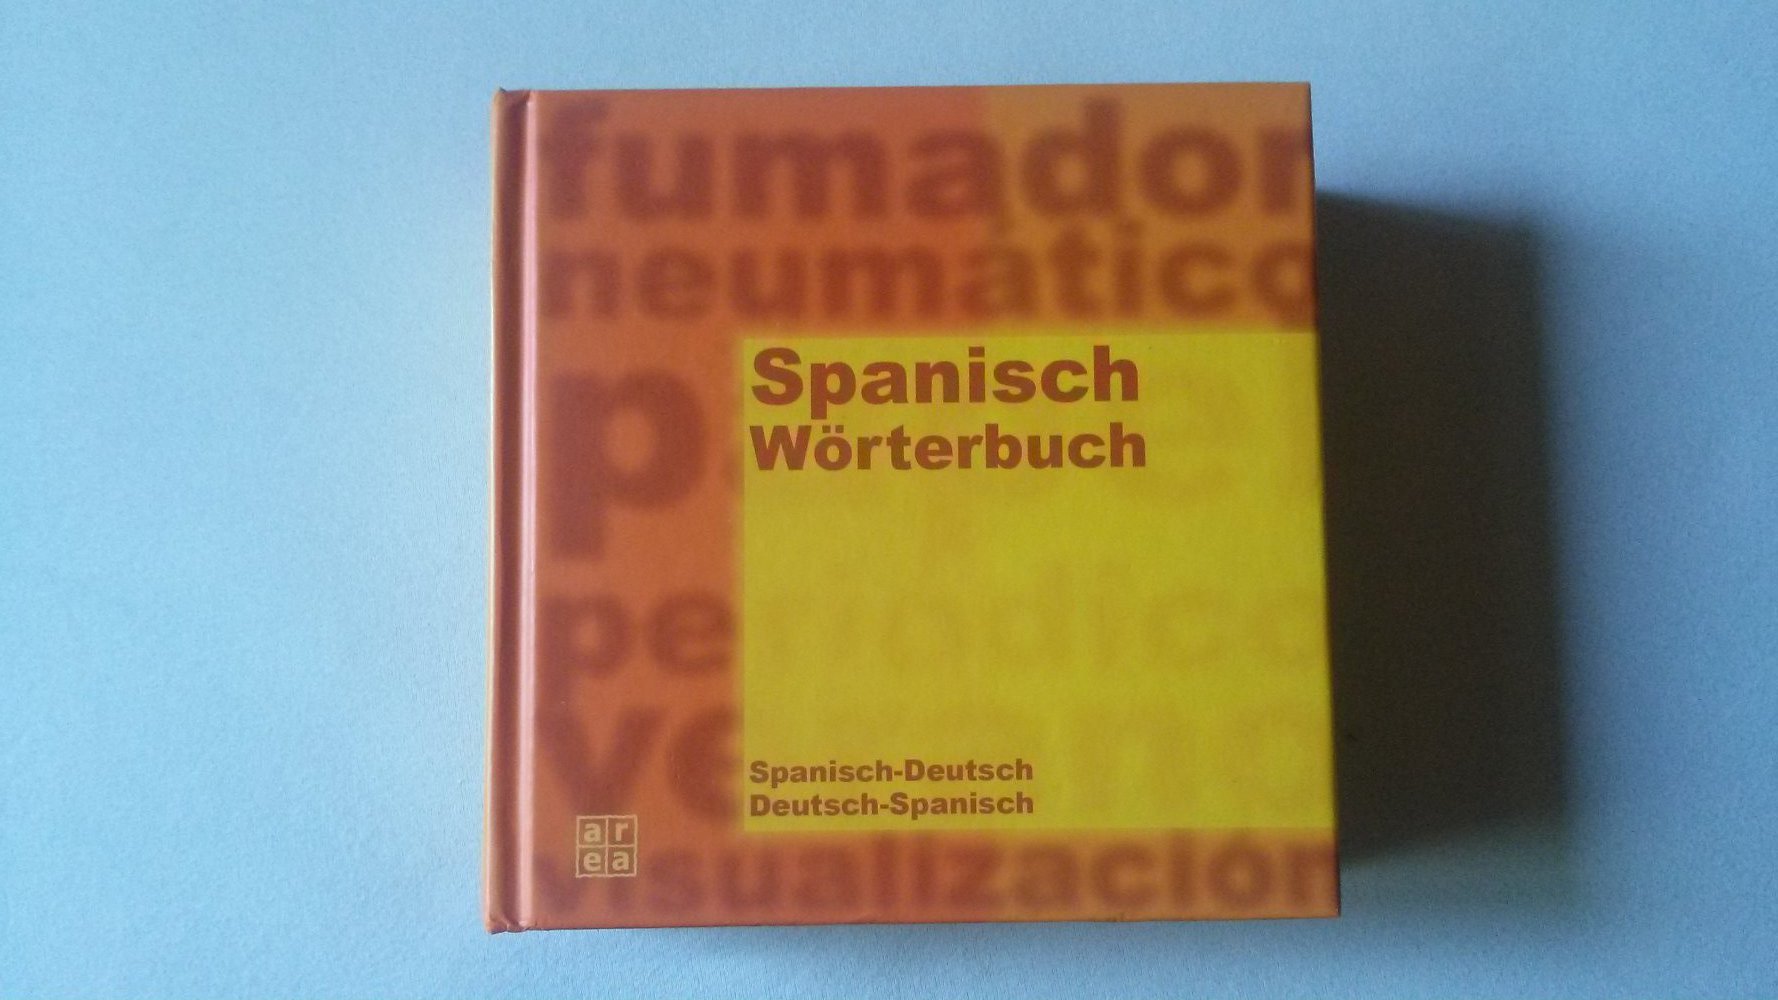 fumador
neumático
Spanisch
Wörterbuch
Spanisch-Deutsch
Deutsch-Spanisch
ar
ea
visualización